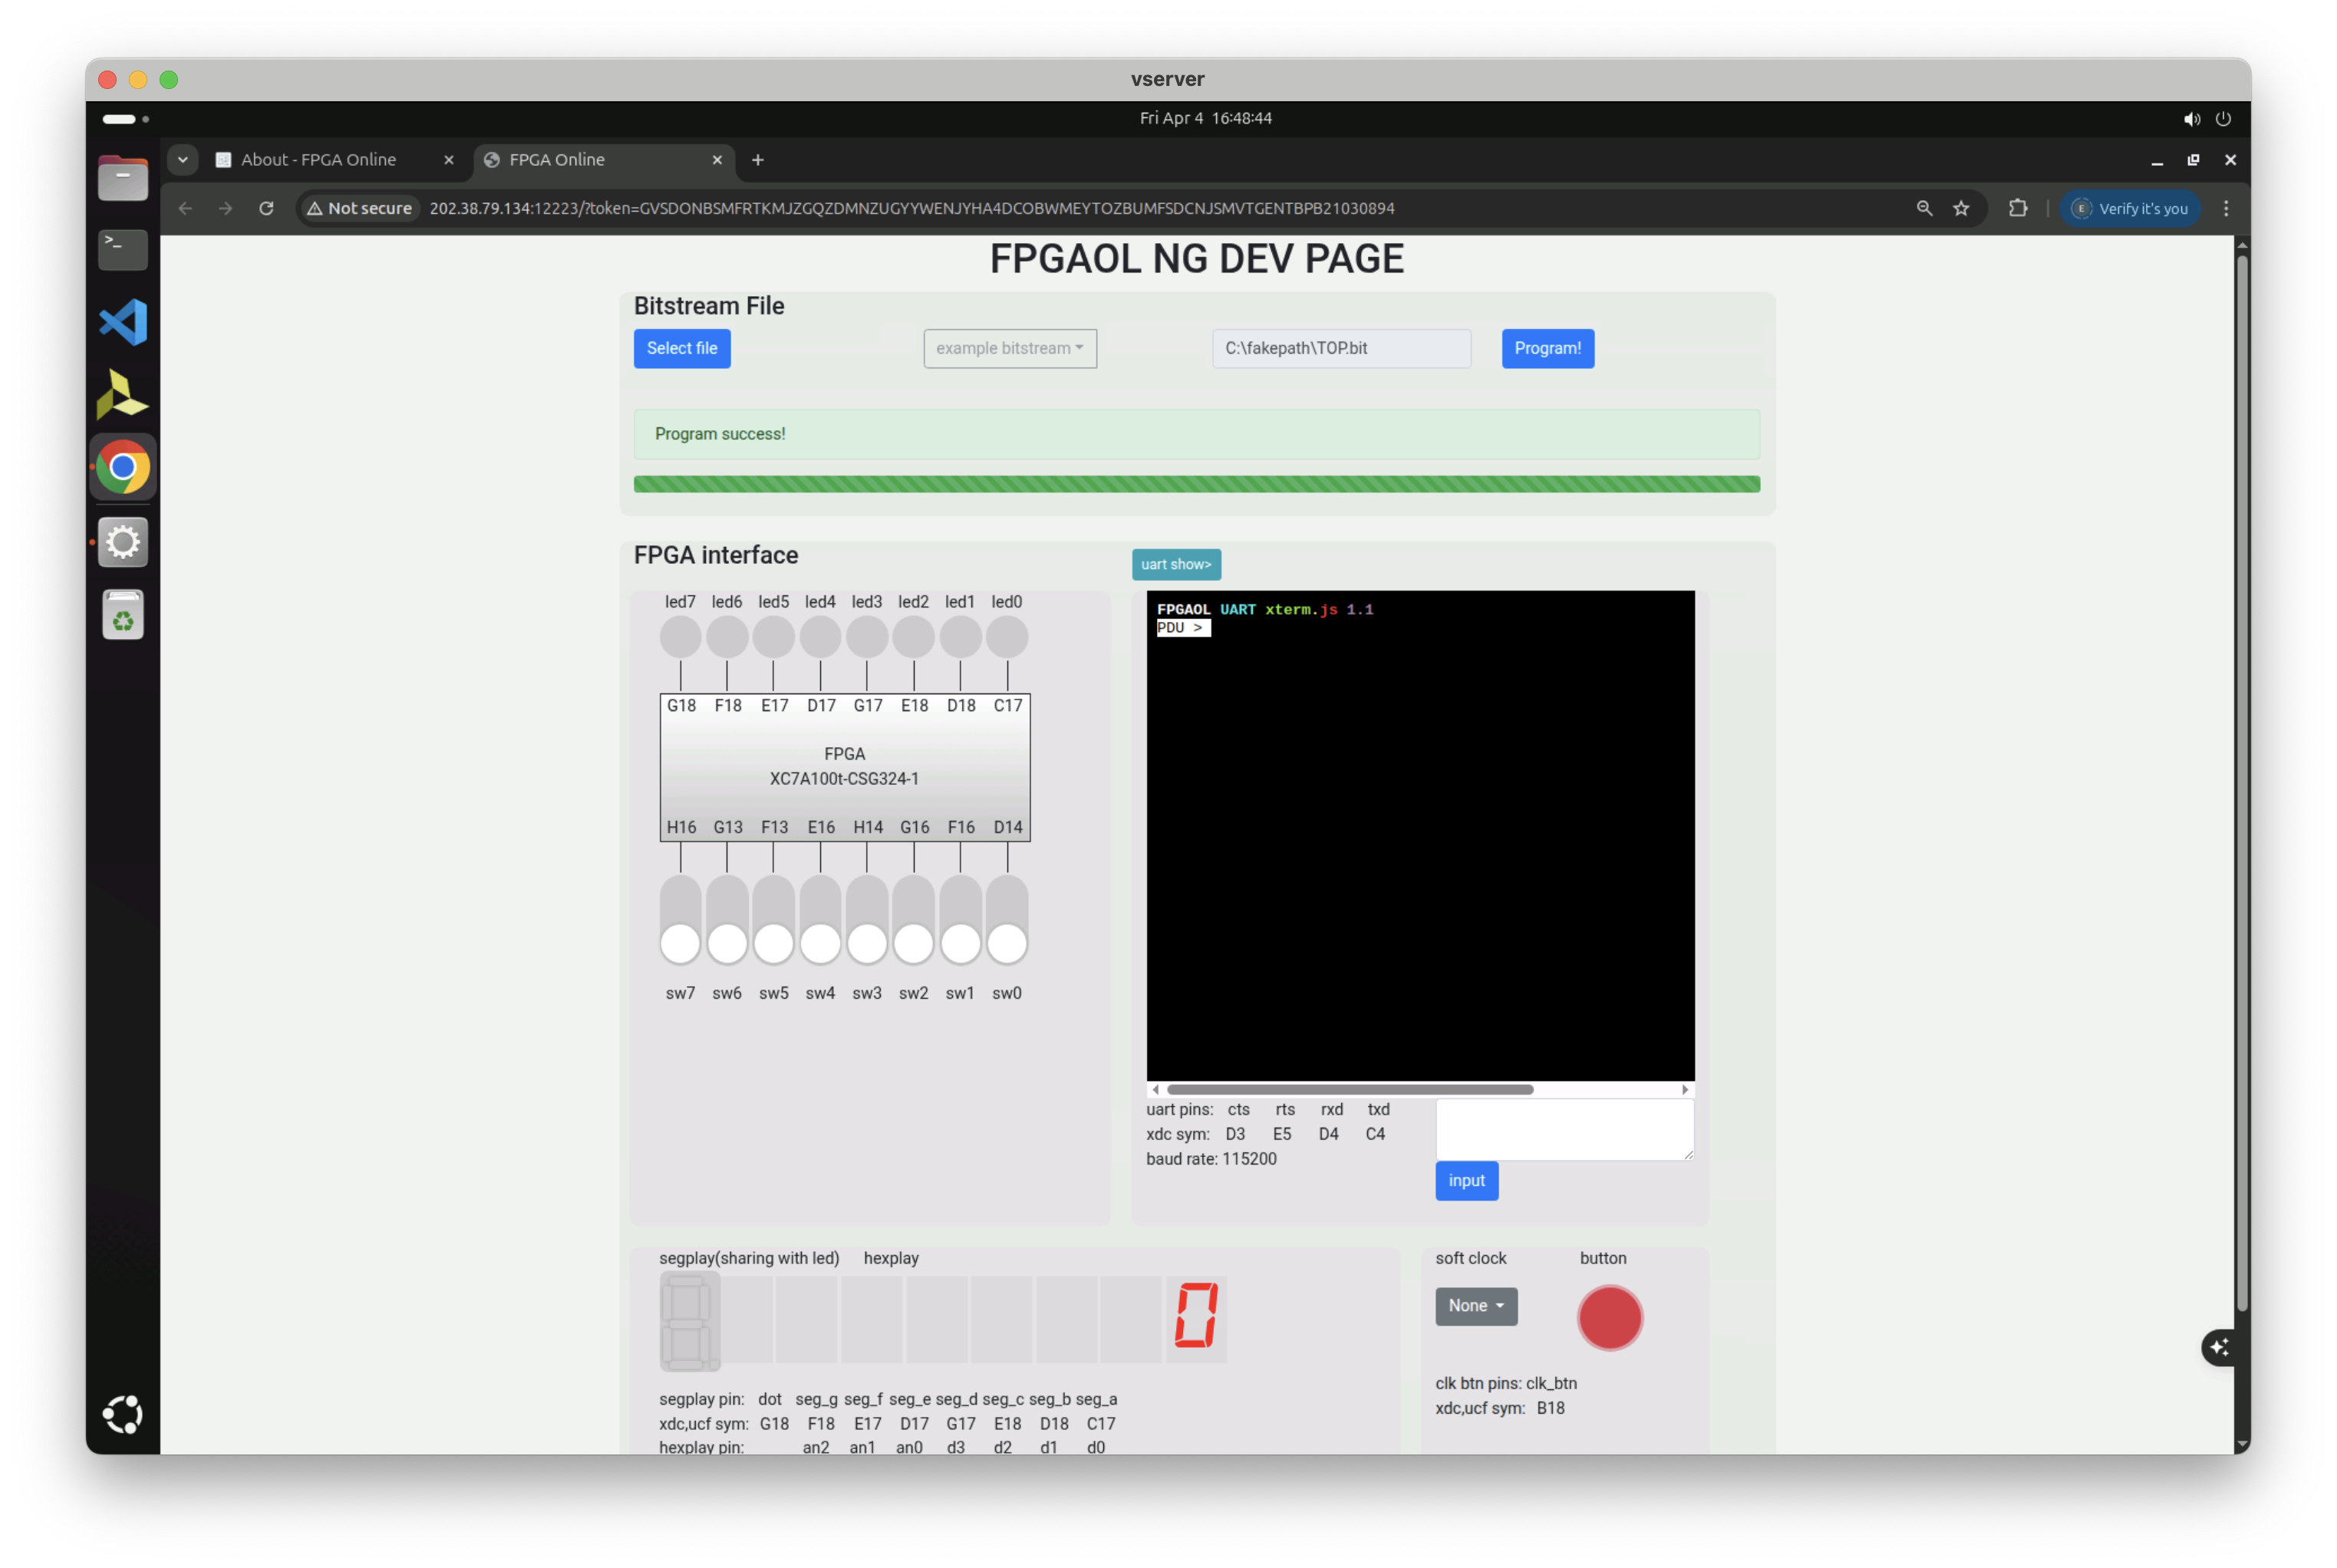 vserver
Fri Apr 4 16:48:44
About - FPGA Online
FPGA Online
Not secure 202.38.79.134:12223/?token=GVSDONBSMFRTKMJZGQZDMNZUGYYWENJYHA4DCOBWMEYTOZBUMFSDCNJSMVTGENTBPB21030894
E Verify it's you
FPGAOL NG DEV PAGE
Bitstream File
Select file example bitstream C:\fakepath\TOP.bit Program!
Program success!
FPGA interface
uart show>
led7 led6 led5 led4 led3 led2 led1 led0
G18 F18 E17 D17 G17 E18 D18 C17
FPGA
XC7A100t-CSG324-1
H16 G13 F13 E16 H14 G16 F16 D14
sw7 sw6 sw5 sw4 sw3 sw2 sw1 sw0
FPGAOL UART xterm.js 1.1
PDU >
uart pins: cts rts rxd txd
xdc sym: D3 E5 D4 C4
baud rate: 115200
input
segplay(sharing with led) hexplay
0
segplay pin: dot seg_g seg_f seg_e seg_d seg_c seg_b seg_a
xdc,ucf sym: G18 F18 E17 D17 G17 E18 D18 C17
hexplay pin: an2 an1 an0 d3 d2 d1 d0
soft clock button
None
clk btn pins: clk_btn
xdc,ucf sym: B18